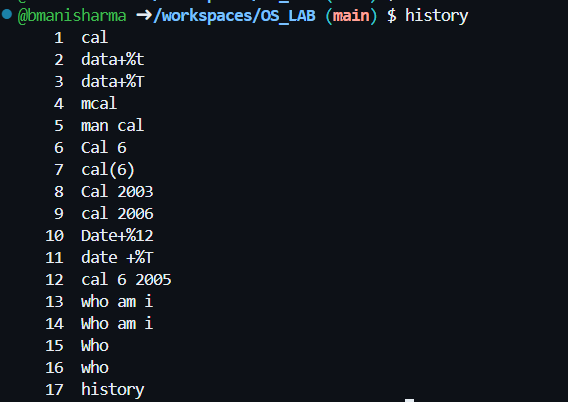 @bmanisharma ➜/workspaces/OS_LAB (main) $ history
1 cal
2 data+%t
3 data+%T
4 mcal
5 man cal
6 Cal 6
7 cal(6)
8 Cal 2003
9 cal 2006
10 Date+%12
11 date +%T
12 cal 6 2005
13 who am i
14 Who am i
15 Who
16 who
17 history